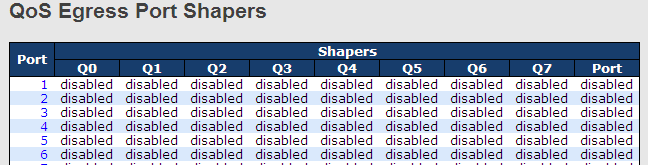 QoS Egress Port Shapers
Port Shapers
Q0 Q1 Q2 Q3 Q4 Q5 Q6 Q7 Port
1 disabled disabled disabled disabled disabled disabled disabled disabled disabled
2 disabled disabled disabled disabled disabled disabled disabled disabled disabled
3 disabled disabled disabled disabled disabled disabled disabled disabled disabled
4 disabled disabled disabled disabled disabled disabled disabled disabled disabled
5 disabled disabled disabled disabled disabled disabled disabled disabled disabled
6 disabled disabled disabled disabled disabled disabled disabled disabled disabled